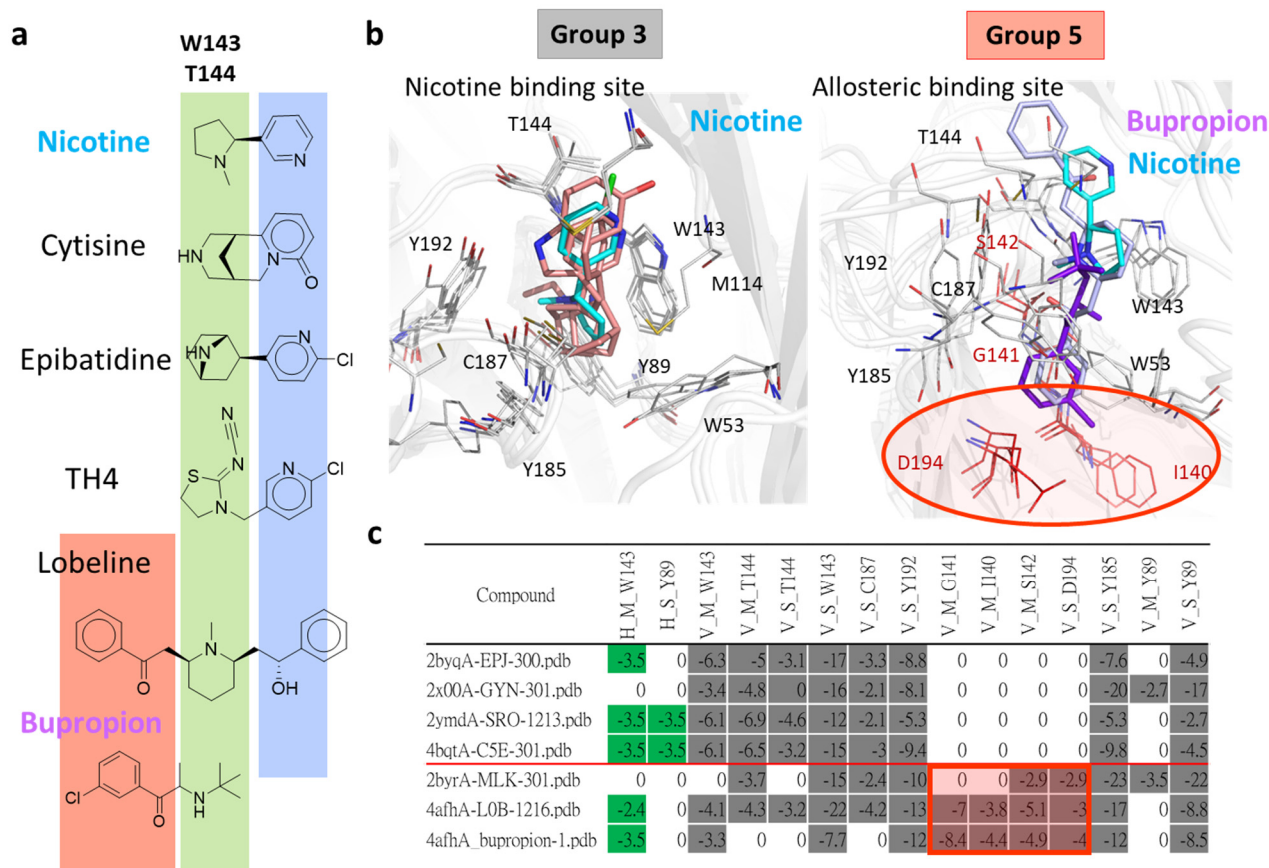 a
W143
T144
Nicotine
N
N
Cytisine
HN
N
O
Epibatidine
HN
N
Cl
TH4
N
N
S
N
N
Cl
Lobeline
N
O
OH
Bupropion
Cl
O
N
H
b
Group 3
Group 5
Nicotine binding site
Allosteric binding site
Nicotine
Bupropion
Nicotine
T144
Y192
W143
M114
C187
Y89
W53
Y185
T144
S142
Y192
C187
W143
G141
W53
Y185
D194
I140
c
Compound H_M_W143 H_S_Y89 V_M_W143 V_M_T144 V_S_T144 V_S_W143 V_S_C187 V_S_Y192 V_M_G141 V_M_I140 V_M_S142 V_S_D194 V_S_Y185 V_M_Y89 V_S_Y89
2byqA-EPJ-300.pdb -3.5 0 -6.3 -5 -3.1 -17 -3.3 -8.8 0 0 0 0 -7.6 0 -4.9
2x00A-GYN-301.pdb 0 0 -3.4 -4.8 0 -16 -2.1 -8.1 0 0 0 0 -20 -2.7 -17
2ymdA-SRO-1213.pdb -3.5 -3.5 -6.1 -6.9 -4.6 -12 -2.1 -5.3 0 0 0 0 -5.3 0 -2.7
4bqtA-C5E-301.pdb -3.5 -3.5 -6.1 -6.5 -3.2 -15 -3 -9.4 0 0 0 0 -9.8 0 -4.5
2byrA-MLK-301.pdb 0 0 0 -3.7 0 -15 -2.4 -10 0 0 -2.9 -2.9 -23 -3.5 -22
4afhA-L0B-1216.pdb -2.4 0 -4.1 -4.3 -3.2 -22 -4.2 -13 -7 -3.8 -5.1 -3 -17 0 -8.8
4afhA_bupropion-1.pdb -3.5 0 -3.3 0 0 -7.7 0 -12 -8.4 -4.4 -4.9 -4 -12 0 -8.5